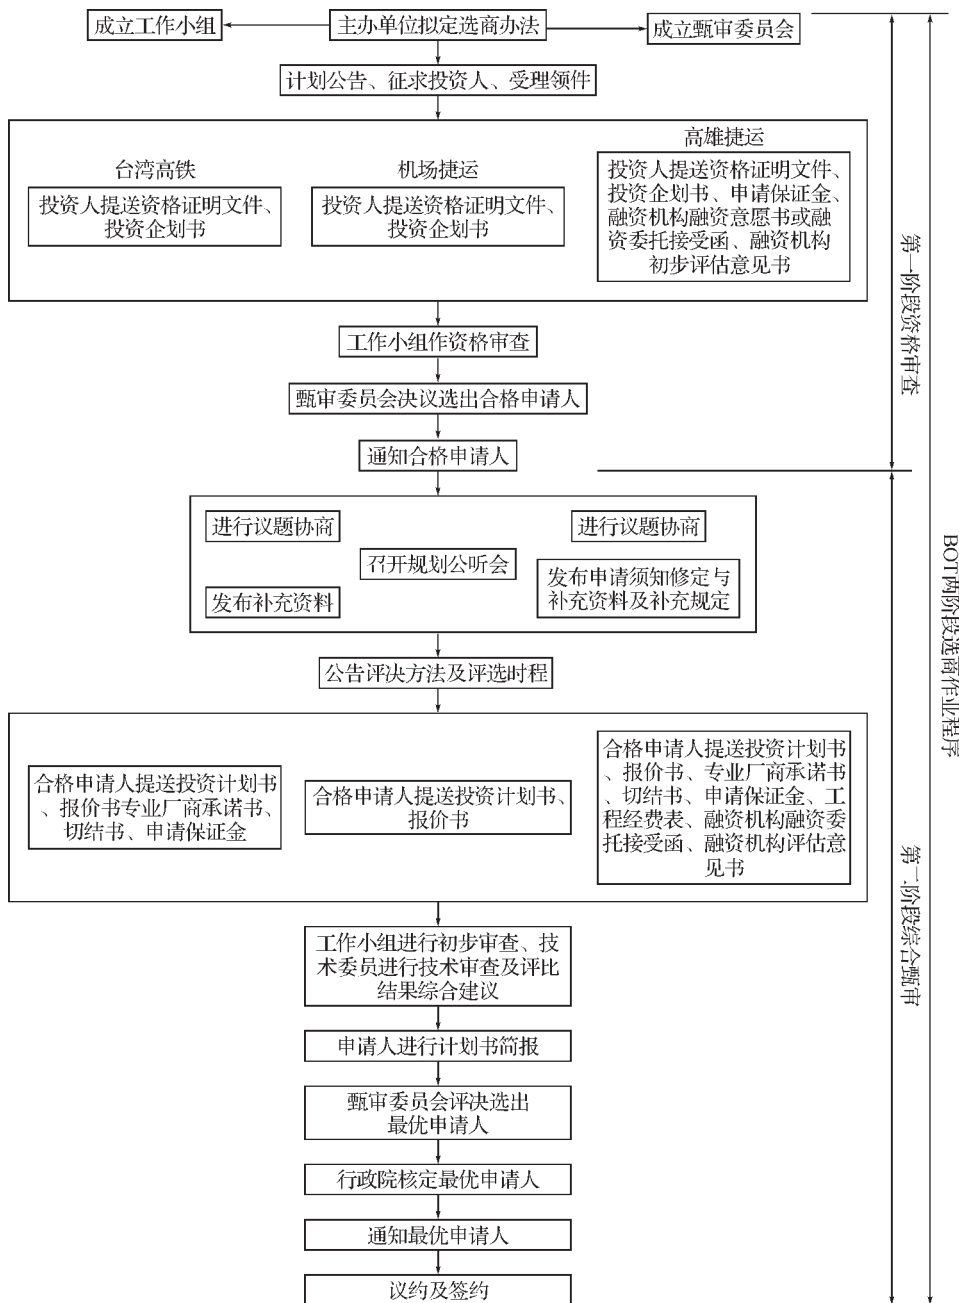 成立工作小组
主办单位拟定选商办法
成立甄审委员会
计划公告、征求投资人、受理领件
台湾高铁
投资人提送资格证明文件、
投资企划书
机场捷运
投资人提送资格证明文件、
投资企划书
高雄捷运
投资人提送资格证明文件、
投资企划书、申请保证金、
融资机构融资意愿书或融
资委托接受函、融资机构
初步评估意见书
工作小组作资格审查
甄审委员会决议选出合格申请人
通知合格申请人
第一阶段资格审查
进行议题协商
发布补充资料
召开规划公听会
进行议题协商
发布申请须知修定与
补充资料及补充规定
公告评决方法及评选时程
合格申请人提送投资计划书
、报价书专业厂商承诺书、
切结书、申请保证金
合格申请人提送投资计划书、
报价书
合格申请人提送投资计划书
、报价书、专业厂商承诺书
、切结书、申请保证金、工
程经费表、融资机构融资委
托接受函、融资机构评估意
见书
工作小组进行初步审查、技
术委员进行技术审查及评比
结果综合建议
申请人进行计划书简报
甄审委员会评决选出
最优申请人
行政院核定最优申请人
通知最优申请人
议约及签约
第二阶段综合甄审
BOT两阶段选商作业程序